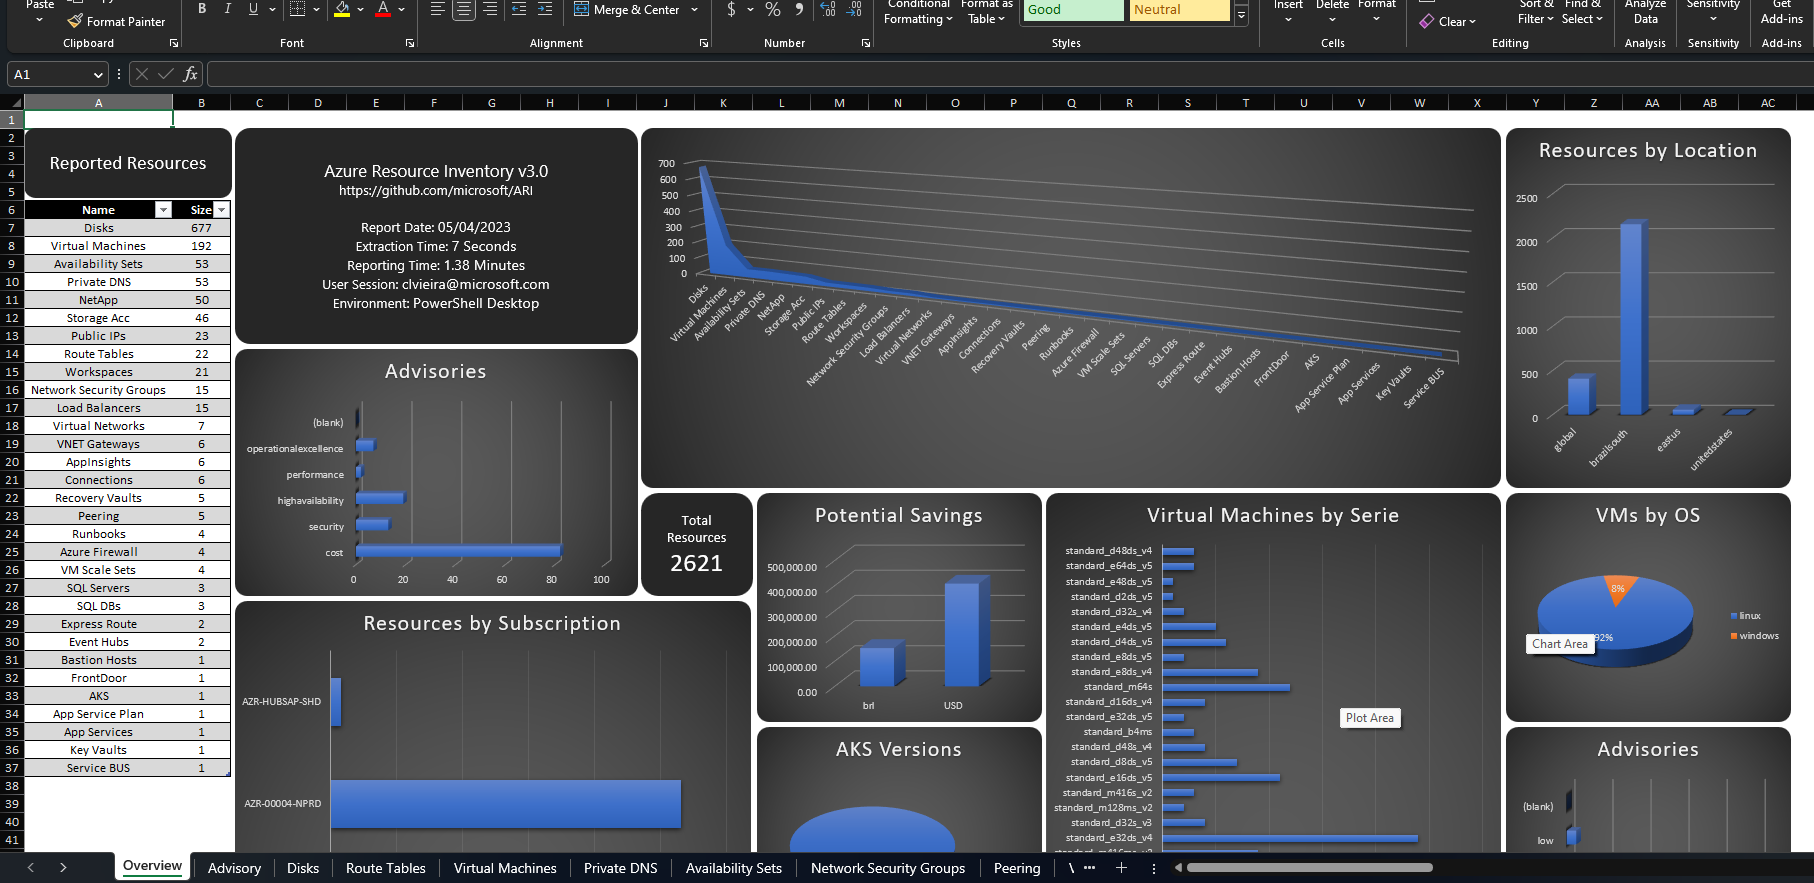 Paste
Format Painter
B I U
A
Merge & Center
$ % 9
Conditional
Formatting
Format as
Table
Good
Neutral
Insert
Delete
Format
Clear
Sort &
Filter
Find &
Select
Analyze
Data
Sensitivity
Get
Add-ins
Clipboard
Font
Alignment
Number
Styles
Cells
Editing
Analysis
Sensitivity
Add-ins
A1
fx
A B C D E F G H I J K L M N O P Q R S T U V W X Y Z AA AB AC
Reported Resources
1
2
3
4
5
6 Name Size
7 Disks 677
8 Virtual Machines 192
9 Availability Sets 53
10 Private DNS 53
11 NetApp 50
12 Storage Acc 46
13 Public IPs 23
14 Route Tables 22
15 Workspaces 21
16 Network Security Groups 15
17 Load Balancers 15
18 Virtual Networks 7
19 VNET Gateways 6
20 AppInsights 6
21 Connections 6
22 Recovery Vaults 5
23 Peering 5
24 Runbooks 4
25 Azure Firewall 4
26 VM Scale Sets 4
27 SQL Servers 3
28 SQL DBs 3
29 Express Route 2
30 Event Hubs 2
31 Bastion Hosts 1
32 FrontDoor 1
33 AKS 1
34 App Service Plan 1
35 App Services 1
36 Key Vaults 1
37 Service BUS 1
38
39
40
41
Azure Resource Inventory v3.0
https://github.com/microsoft/ARI
Report Date: 05/04/2023
Extraction Time: 7 Seconds
Reporting Time: 1.38 Minutes
User Session: clvieira@microsoft.com
Environment: PowerShell Desktop
700
600
500
400
300
200
100
0
Disks
Virtual Machines
Availability Sets
Private DNS
NetApp
Storage Acc
Public IPs
Route Tables
Workspaces
Network Security Groups
Load Balancers
Virtual Networks
VNET Gateways
AppInsights
Connections
Recovery Vaults
Peering
Runbooks
Azure Firewall
VM Scale Sets
SQL Servers
SQL DBs
Express Route
Event Hubs
Bastion Hosts
FrontDoor
AKS
App Service Plan
App Services
Key Vaults
Service BUS
Resources by Location
2500
2000
1500
1000
500
0
global
brazilsouth
eastus
unitedstates
Advisories
(blank)
operationalexcellence
performance
highavailability
security
cost
0 20 40 60 80 100
Total
Resources
2621
Potential Savings
500,000.00
400,000.00
300,000.00
200,000.00
100,000.00
0.00
brl USD
Virtual Machines by Serie
standard_d48ds_v4
standard_e64ds_v5
standard_e48ds_v5
standard_d2ds_v5
standard_d32s_v4
standard_e4ds_v5
standard_d4ds_v5
standard_e8ds_v5
standard_e8ds_v4
standard_m64s
standard_d16ds_v4
standard_e32ds_v5
standard_b4ms
standard_d48s_v4
standard_d8ds_v5
standard_e16ds_v5
standard_m416s_v2
standard_m128ms_v2
standard_d32s_v3
standard_e32ds_v4
Plot Area
VMs by OS
8%
92%
linux
windows
Chart Area
Resources by Subscription
AZR-HUBSAP-SHD
AZR-00004-NPRD
AKS Versions
Advisories
(blank)
low
Overview Advisory Disks Route Tables Virtual Machines Private DNS Availability Sets Network Security Groups Peering